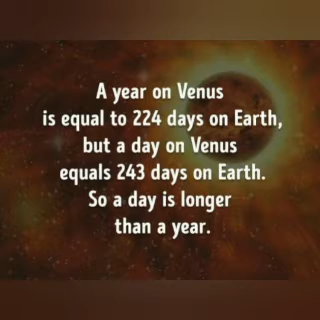 A year on Venus
is equal to 224 days on Earth,
but a day on Venus
equals 243 days on Earth.
So a day is longer
than a year.